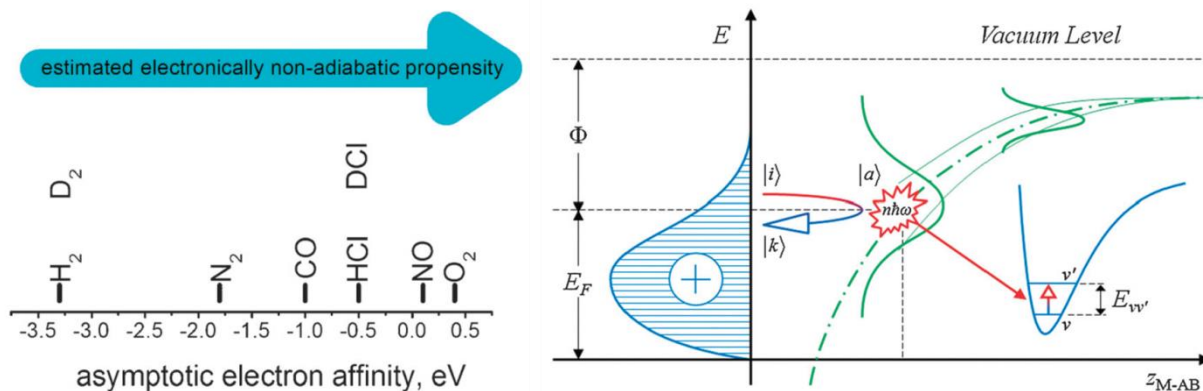 estimated electronically non-adiabatic propensity
D2
DCl
H2
N2
CO
HCl
NO
O2
-3.5 -3.0 -2.5 -2.0 -1.5 -1.0 -0.5 0.0 0.5
asymptotic electron affinity, eV
E
Vacuum Level
Φ
|i⟩
|a⟩
nħω
|k⟩
E_F
+
v'
v
E_vv'
z_M-AB